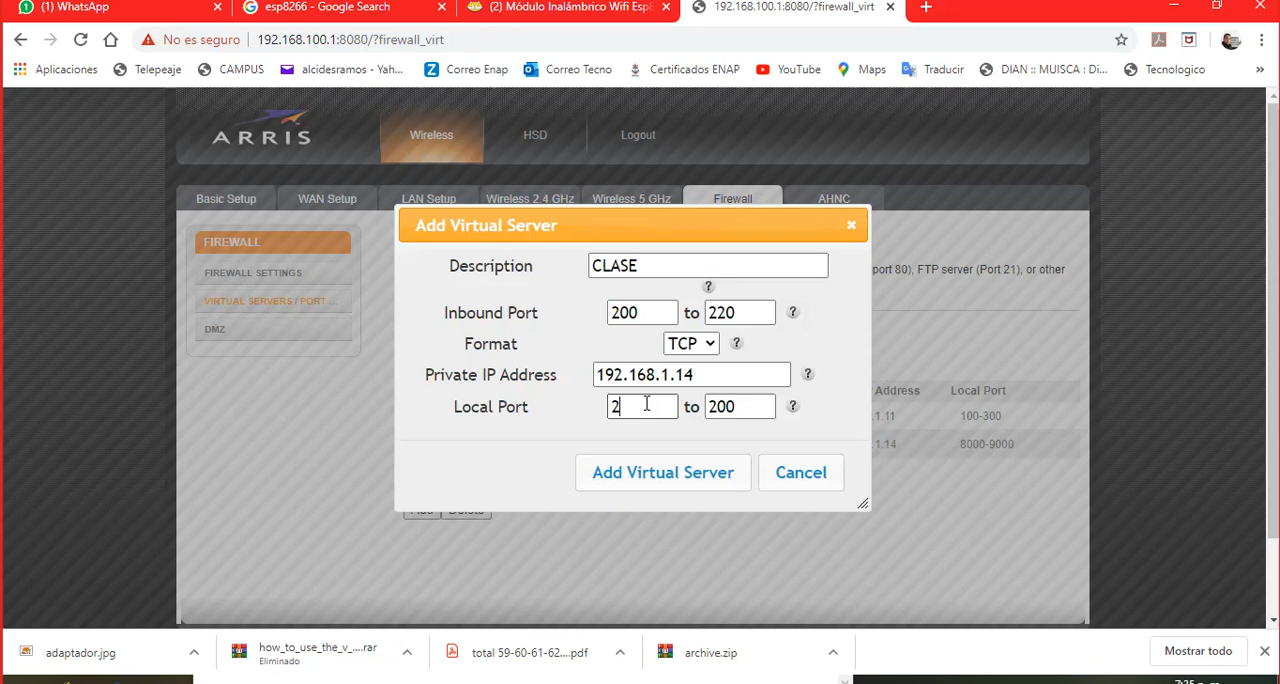 (1) WhatsApp
esp8266 - Google Search
(2) Módulo Inalámbrico Wifi Esp8
192.168.100.1:8080/?firewall_virt
No es seguro
192.168.100.1:8080/?firewall_virt
Aplicaciones
Telepeaje
CAMPUS
alcidesramos - Yah...
Correo Enap
Correo Tecno
Certificados ENAP
YouTube
Maps
Traducir
DIAN :: MUISCA : Di...
Tecnologico
»
ARRIS
Wireless
HSD
Logout
Basic Setup
WAN Setup
LAN Setup
Wireless 2.4 GHz
Wireless 5 GHz
Firewall
AHNC
FIREWALL
FIREWALL SETTINGS
VIRTUAL SERVERS / PORT ...
DMZ
port 80), FTP server (Port 21), or other
Address
Local Port
.1.11
100-300
.1.14
8000-9000
Add Virtual Server
Description
CLASE
?
Inbound Port
200 to 220 ?
Format
TCP ?
Private IP Address
192.168.1.14 ?
Local Port
2 to 200 ?
Add Virtual Server
Cancel
Add
Delete
adaptador.jpg
how_to_use_the_v_....rar
Eliminado
total 59-60-61-62....pdf
archive.zip
Mostrar todo